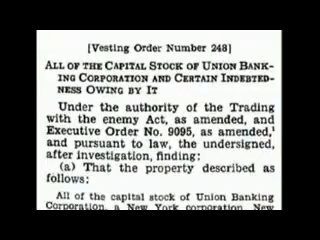 [Vesting Order Number 248]
ALL OF THE CAPITAL STOCK OF UNION BANK-
ING CORPORATION AND CERTAIN INDEBTED-
NESS OWING BY IT
Under the authority of the Trading
with the enemy Act, as amended, and
Executive Order No. 9095, as amended,¹
and pursuant to law, the undersigned,
after investigation, finding:
(a) That the property described as
follows:
All of the capital stock of Union Banking
Corporation, a New York corporation, New